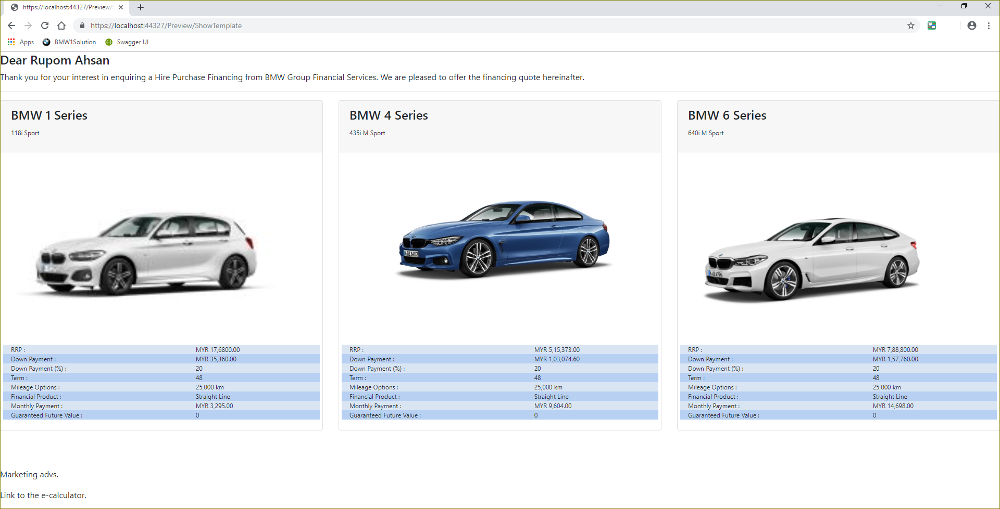 https://localhost:44327/Preview/
https://localhost:44327/Preview/ShowTemplate
Apps BMW1Solution Swagger UI
Dear Rupom Ahsan
Thank you for your interest in enquiring a Hire Purchase Financing from BMW Group Financial Services. We are pleased to offer the financing quote hereinafter.
BMW 1 Series
118i Sport
RRP : MYR 17,6800.00
Down Payment : MYR 35,360.00
Down Payment (%) : 20
Term : 48
Mileage Options : 25,000 km
Financial Product : Straight Line
Monthly Payment : MYR 3,295.00
Guaranteed Future Value : 0
BMW 4 Series
435i M Sport
RRP : MYR 5,15,373.00
Down Payment : MYR 1,03,074.60
Down Payment (%) : 20
Term : 48
Mileage Options : 25,000 km
Financial Product : Straight Line
Monthly Payment : MYR 9,604.00
Guaranteed Future Value : 0
BMW 6 Series
640i M Sport
RRP : MYR 7,88,800.00
Down Payment : MYR 1,57,760.00
Down Payment (%) : 20
Term : 48
Mileage Options : 25,000 km
Financial Product : Straight Line
Monthly Payment : MYR 14,698.00
Guaranteed Future Value : 0
Marketing advs.
Link to the e-calculator.